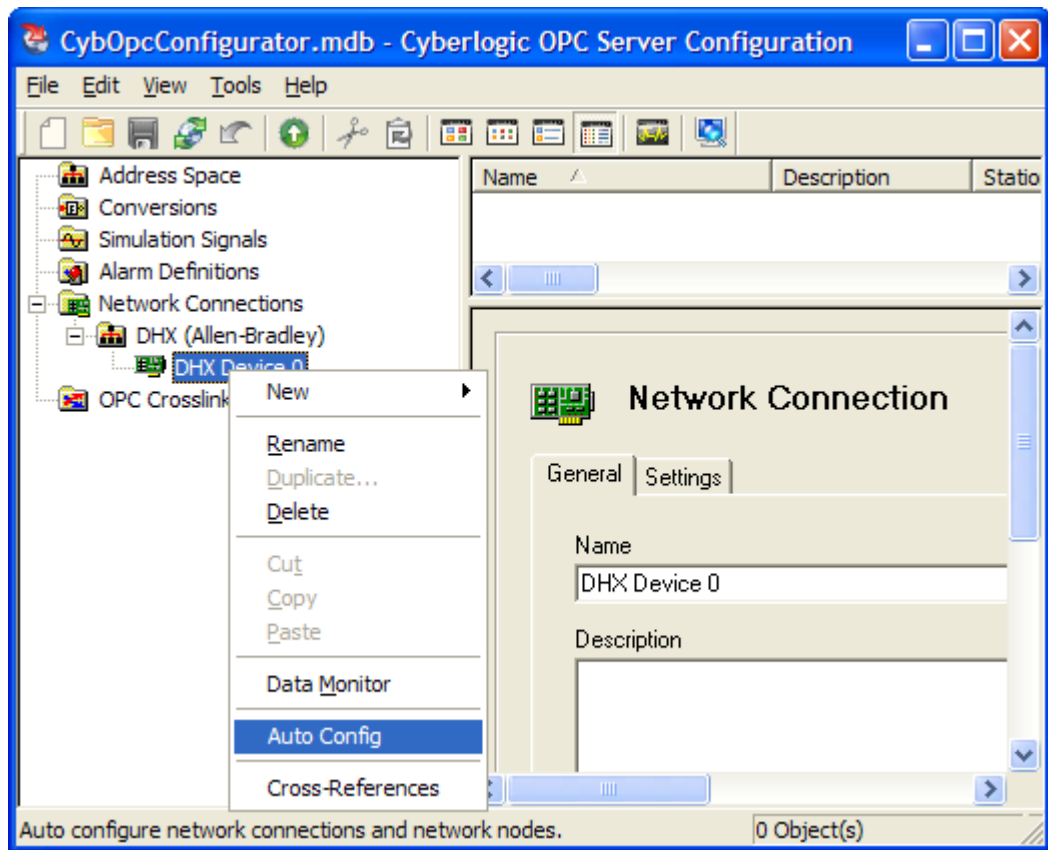 CybOpcConfigurator.mdb - Cyberlogic OPC Server Configuration
File Edit View Tools Help
Address Space
Conversions
Simulation Signals
Alarm Definitions
Network Connections
DHX (Allen-Bradley)
DHX Device 0
OPC Crosslink
New
Rename
Duplicate...
Delete
Cut
Copy
Paste
Data Monitor
Auto Config
Cross-References
Name Description Statio
Network Connection
General Settings
Name
DHX Device 0
Description
Auto configure network connections and network nodes. 0 Object(s)